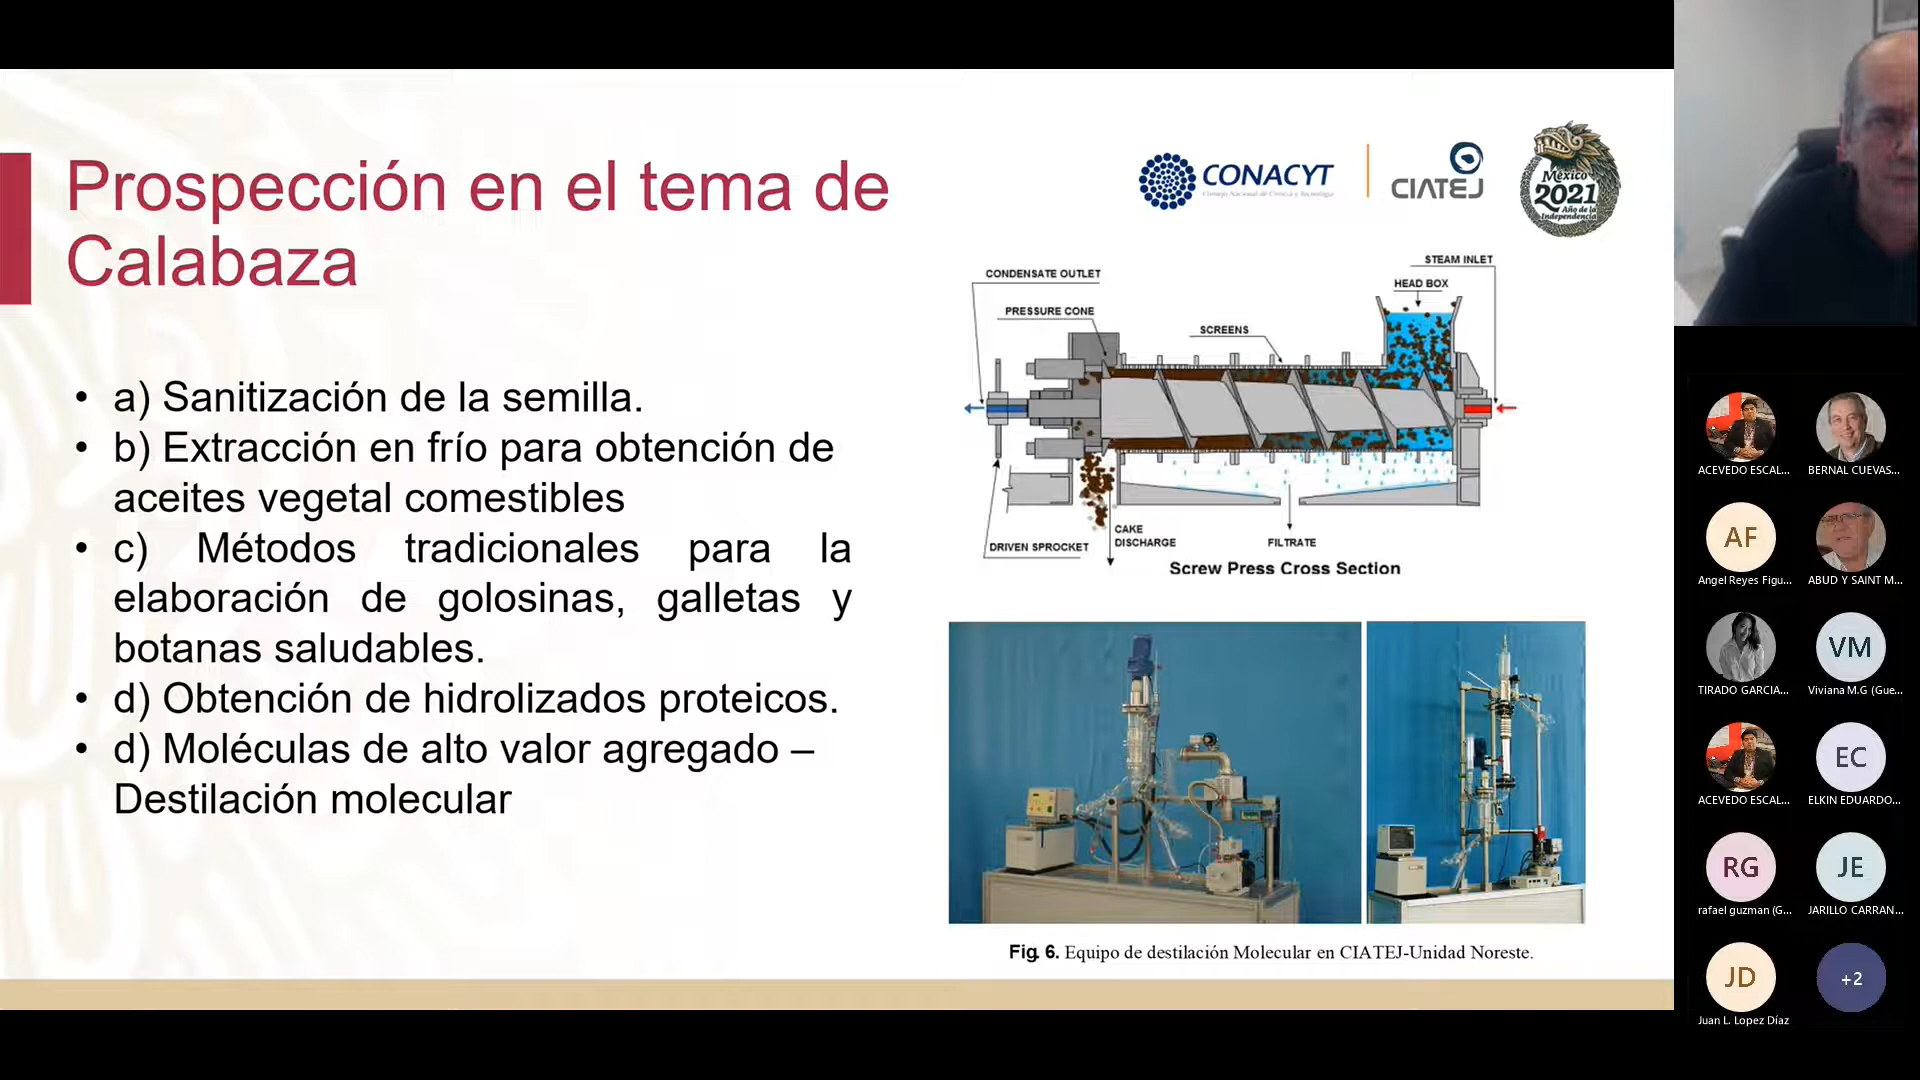 Prospección en el tema de
Calabaza
CONACYT
Consejo Nacional de Ciencia y Tecnología
CIATEJ
México
2021
Año de la
Independencia
• a) Sanitización de la semilla.
• b) Extracción en frío para obtención de
aceites vegetal comestibles
• c) Métodos tradicionales para la
elaboración de golosinas, galletas y
botanas saludables.
• d) Obtención de hidrolizados proteicos.
• d) Moléculas de alto valor agregado –
Destilación molecular
STEAM INLET
CONDENSATE OUTLET
HEAD BOX
PRESSURE CONE
SCREENS
CAKE
DISCHARGE
DRIVEN SPROCKET
FILTRATE
Screw Press Cross Section
Fig. 6. Equipo de destilación Molecular en CIATEJ-Unidad Noreste.
ACEVEDO ESCAL...
BERNAL CUEVAS...
AF
Angel Reyes Figu...
ABUD Y SAINT M...
TIRADO GARCIA...
VM
Viviana M.G (Gue...
ACEVEDO ESCAL...
EC
ELKIN EDUARDO...
RG
rafael guzman (G...
JE
JARILLO CARRAN...
JD
Juan L. Lopez Díaz
+2